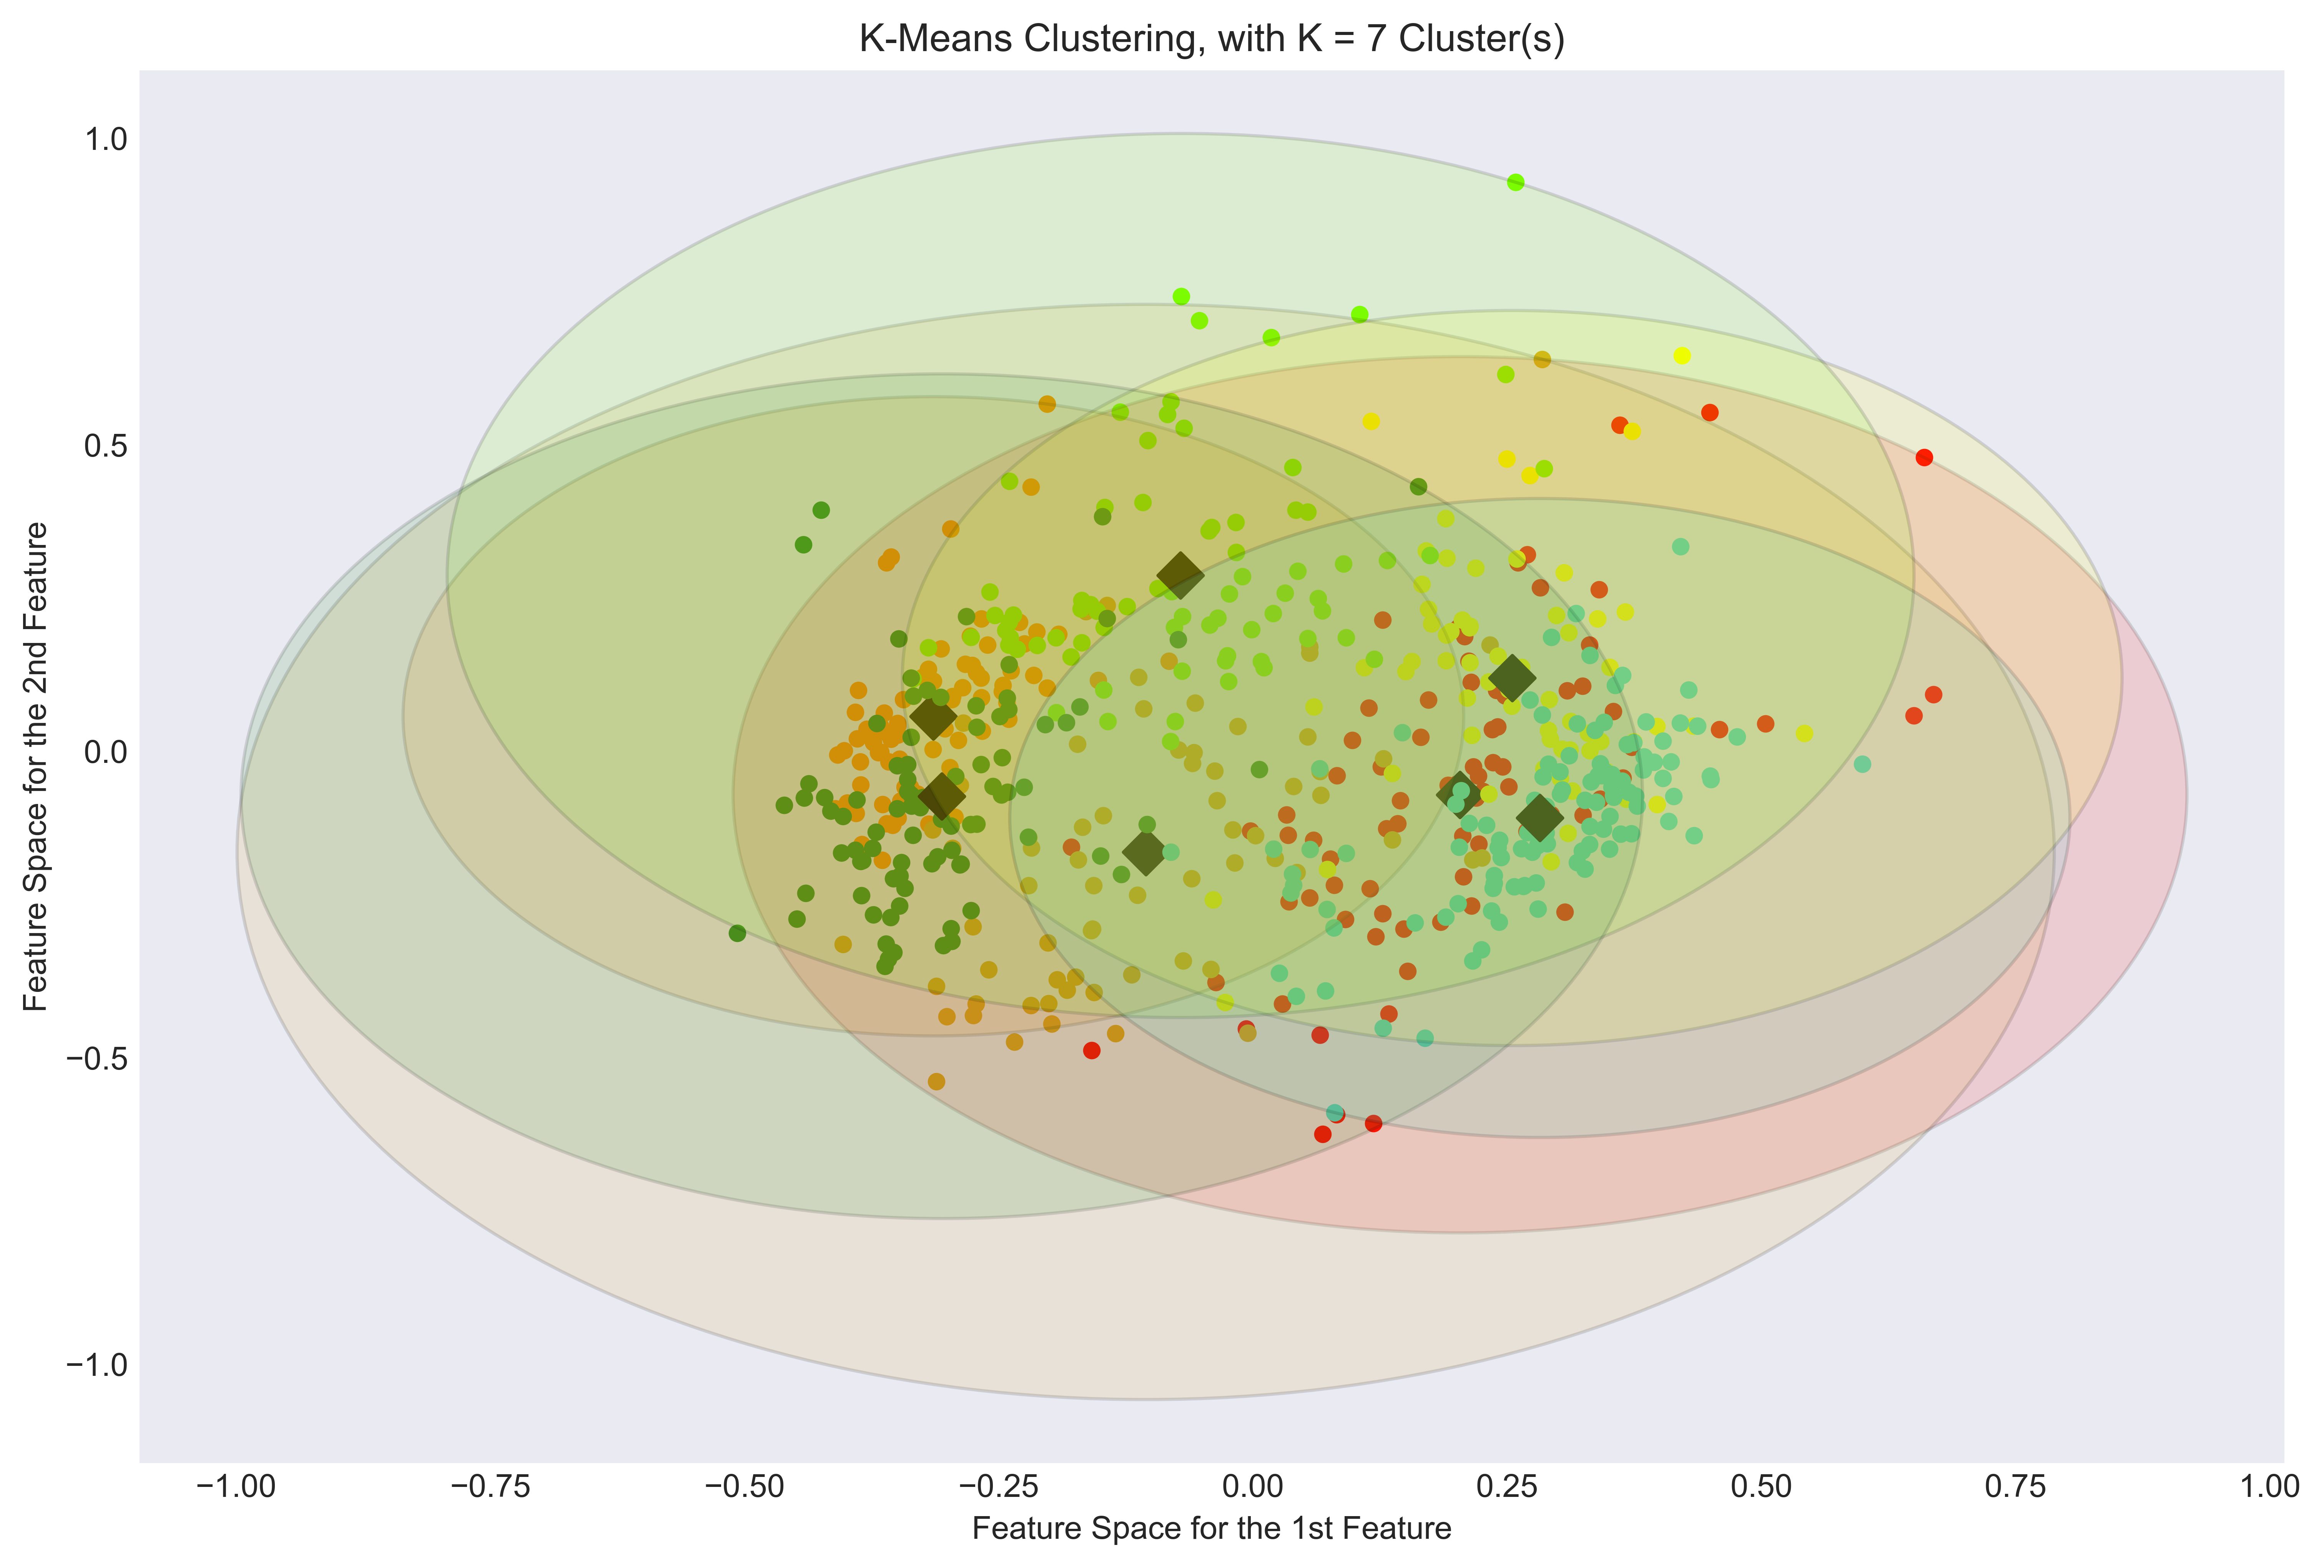 K-Means Clustering, with K = 7 Cluster(s)
1.0
0.5
0.0
−0.5
−1.0
Feature Space for the 2nd Feature
−1.00 −0.75 −0.50 −0.25 0.00 0.25 0.50 0.75 1.00
Feature Space for the 1st Feature